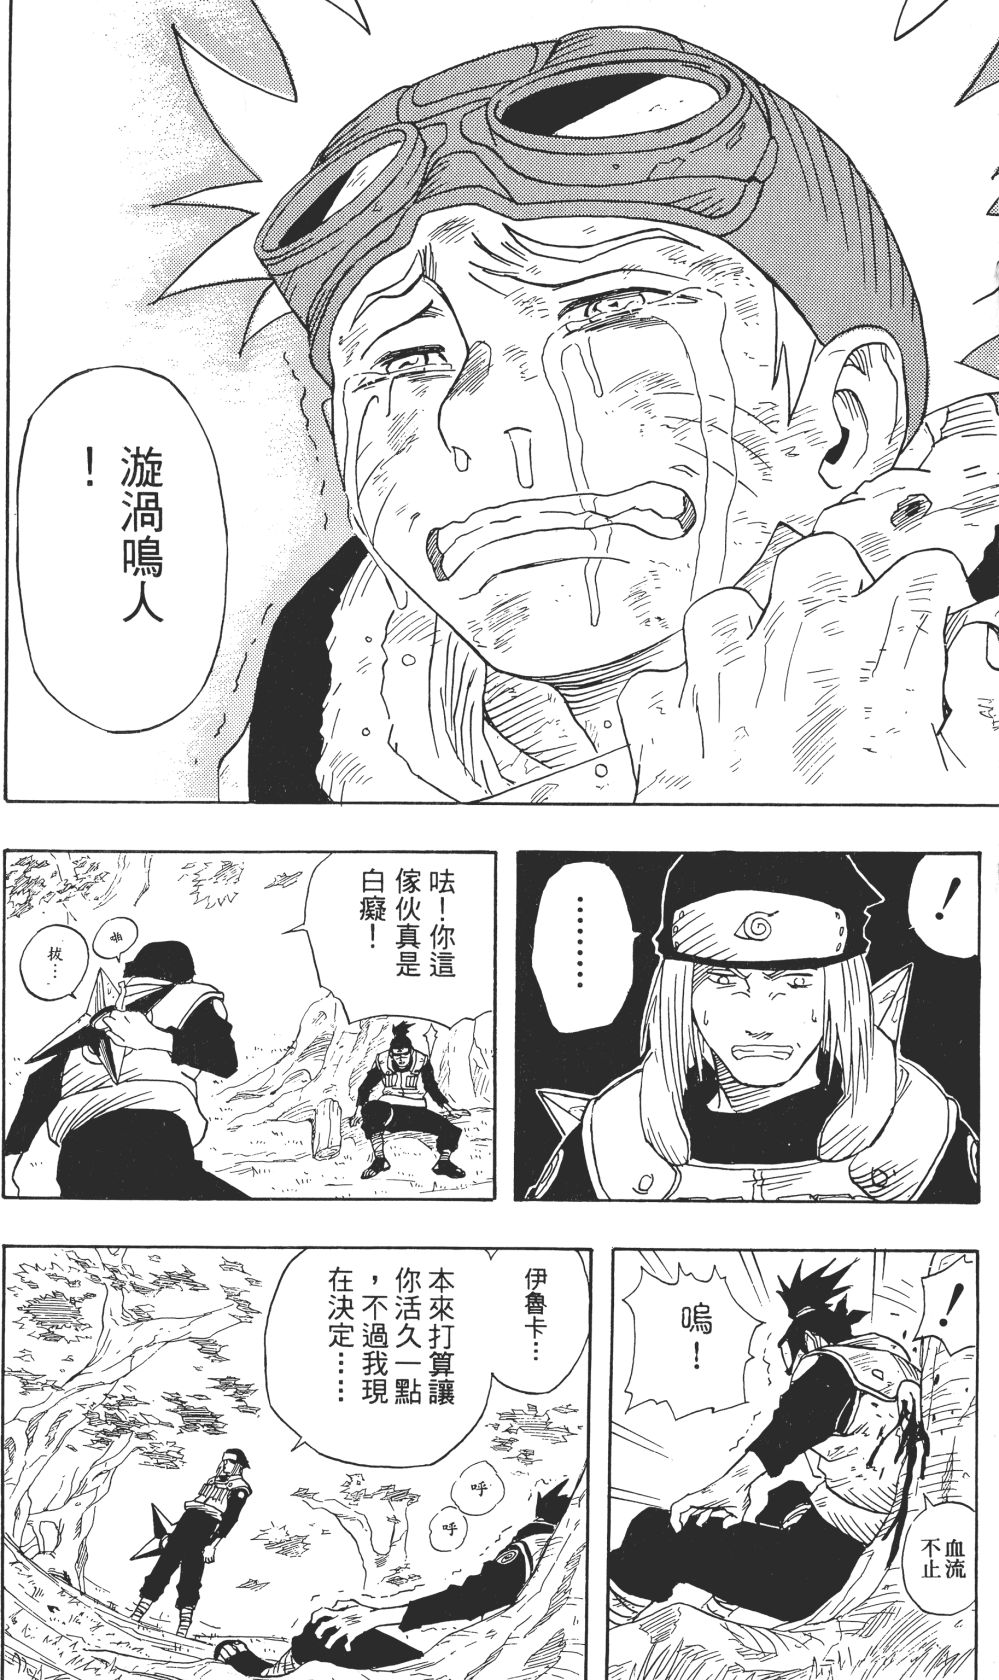 漩渦鳴人
！
！
………
呿！你這
傢伙真是
白癡！
啪
拔…
！
嗚！
血流
不止
伊魯卡…
本來打算讓
你活久一點
，不過我現
在決定……
呼
呼